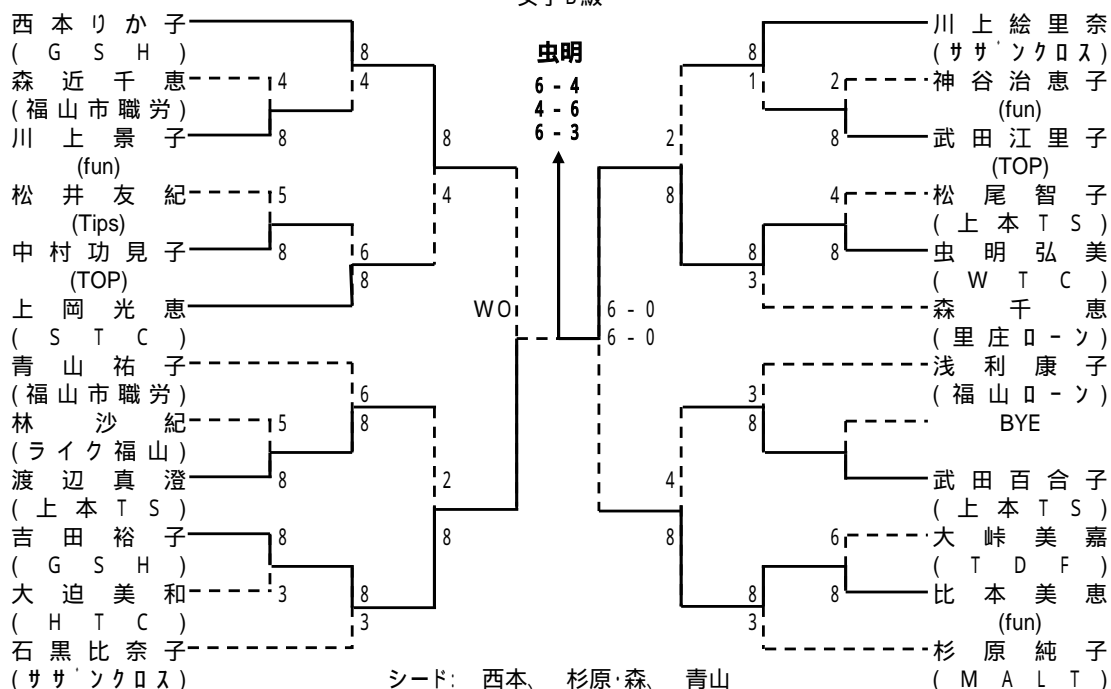 女子B級
西本りか子
(GSH)
森近千恵
(福山市職労)
川上景子
(fun)
松井友紀
(Tips)
中村功見子
(TOP)
上岡光恵
(STC)
青山祐子
(福山市職労)
林沙紀
(ライク福山)
渡辺真澄
(上本TS)
吉田裕子
(GSH)
大迫美和
(HTC)
石黒比奈子
(ササ゛ンクロス)
4
8
5
8
5
8
8
3
8
4
6
8
6
8
8
3
8
4
2
8
WO
虫明
6-4
4-6
6-3
6-0
6-0
2
8
4
8
8
1
8
3
3
8
8
3
2
8
4
8
6
8
川上絵里奈
(ササ゛ンクロス)
神谷治恵子
(fun)
武田江里子
(TOP)
松尾智子
(上本TS)
虫明弘美
(WTC)
森千恵
(里庄ローン)
浅利康子
(福山ローン)
BYE
武田百合子
(上本TS)
大峠美嘉
(TDF)
比本美恵
(fun)
杉原純子
(MALT)
シード: 西本、 杉原・森、 青山